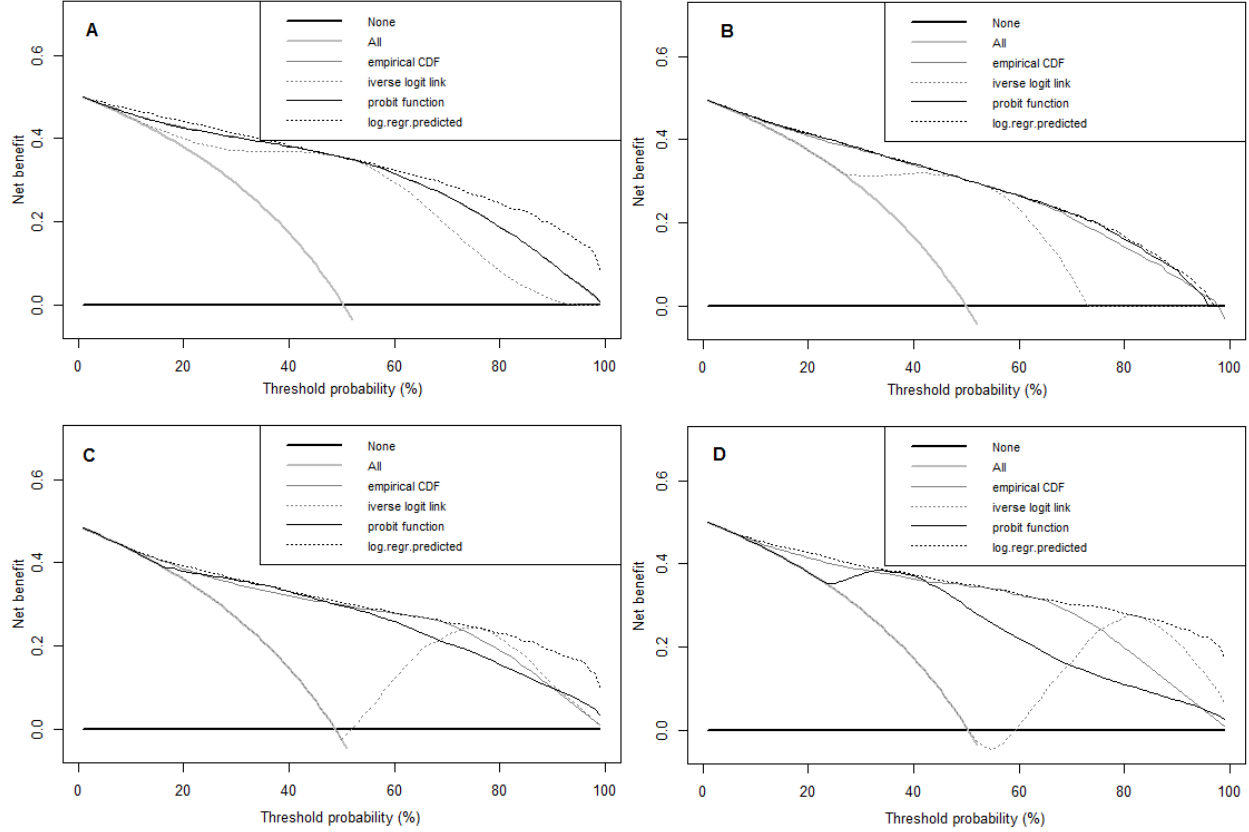 A
None
All
empirical CDF
iverse logit link
probit function
log.regr.predicted
Net benefit
0.0 0.2 0.4 0.6
0 20 40 60 80 100
Threshold probability (%)
B
None
All
empirical CDF
iverse logit link
probit function
log.regr.predicted
Net benefit
0.0 0.2 0.4 0.6
0 20 40 60 80 100
Threshold probability (%)
C
None
All
empirical CDF
iverse logit link
probit function
log.regr.predicted
Net benefit
0.0 0.2 0.4 0.6
0 20 40 60 80 100
Threshold probability (%)
D
None
All
empirical CDF
iverse logit link
probit function
log.regr.predicted
Net benefit
0.0 0.2 0.4 0.6
0 20 40 60 80 100
Threshold probability (%)